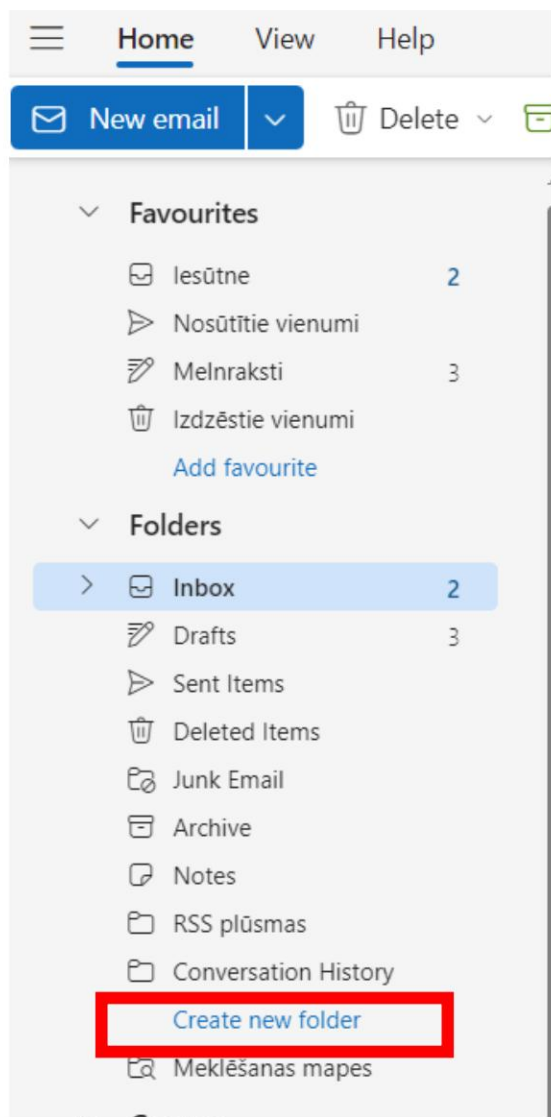 Home View Help
New email Delete
Favourites
Iesūtne 2
Nosūtītie vienumi
Melnraksti 3
Izdzēstie vienumi
Add favourite
Folders
Inbox 2
Drafts 3
Sent Items
Deleted Items
Junk Email
Archive
Notes
RSS plūsmas
Conversation History
Create new folder
Meklēšanas mapes